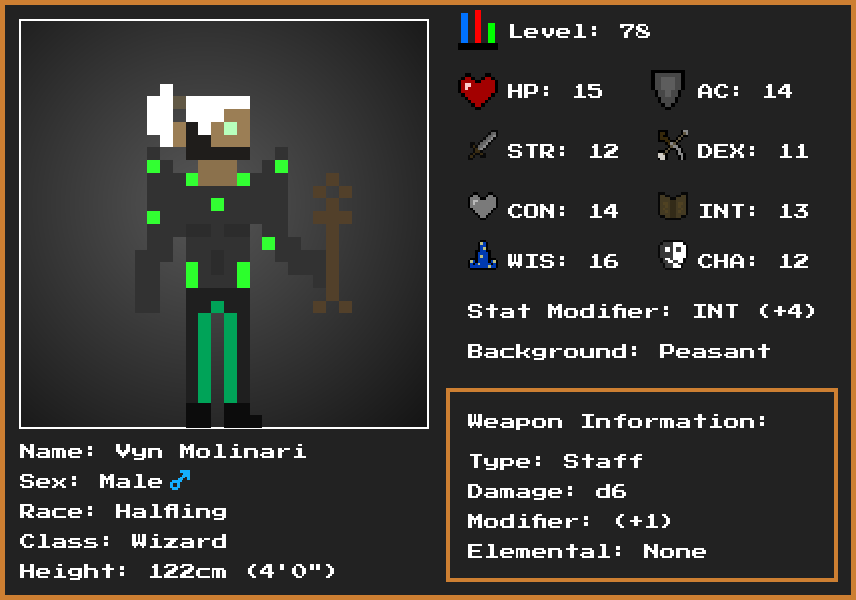 Level: 78
HP: 15
AC: 14
STR: 12
DEX: 11
CON: 14
INT: 13
WIS: 16
CHA: 12
Stat Modifier: INT (+4)
Background: Peasant
Weapon Information:
Type: Staff
Damage: d6
Modifier: (+1)
Elemental: None
Name: Vyn Molinari
Sex: Male♂
Race: Halfling
Class: Wizard
Height: 122cm (4'0")